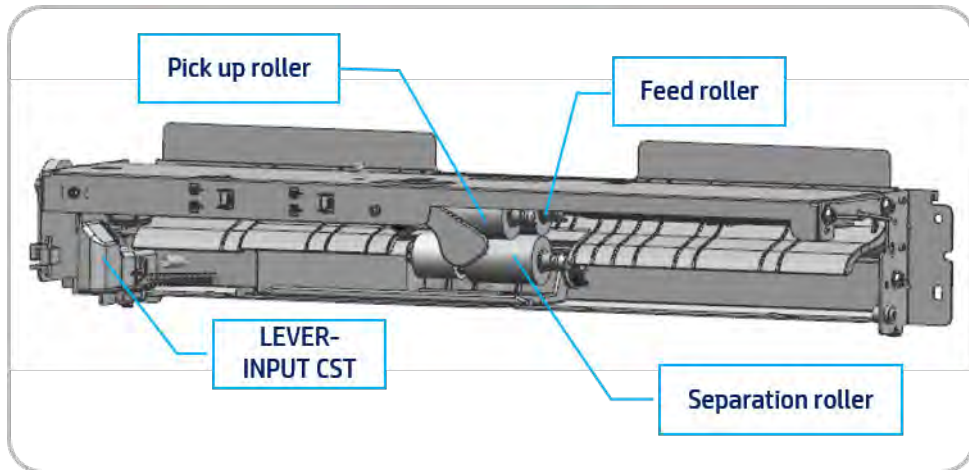 Pick up roller
Feed roller
LEVER-
INPUT CST
Separation roller